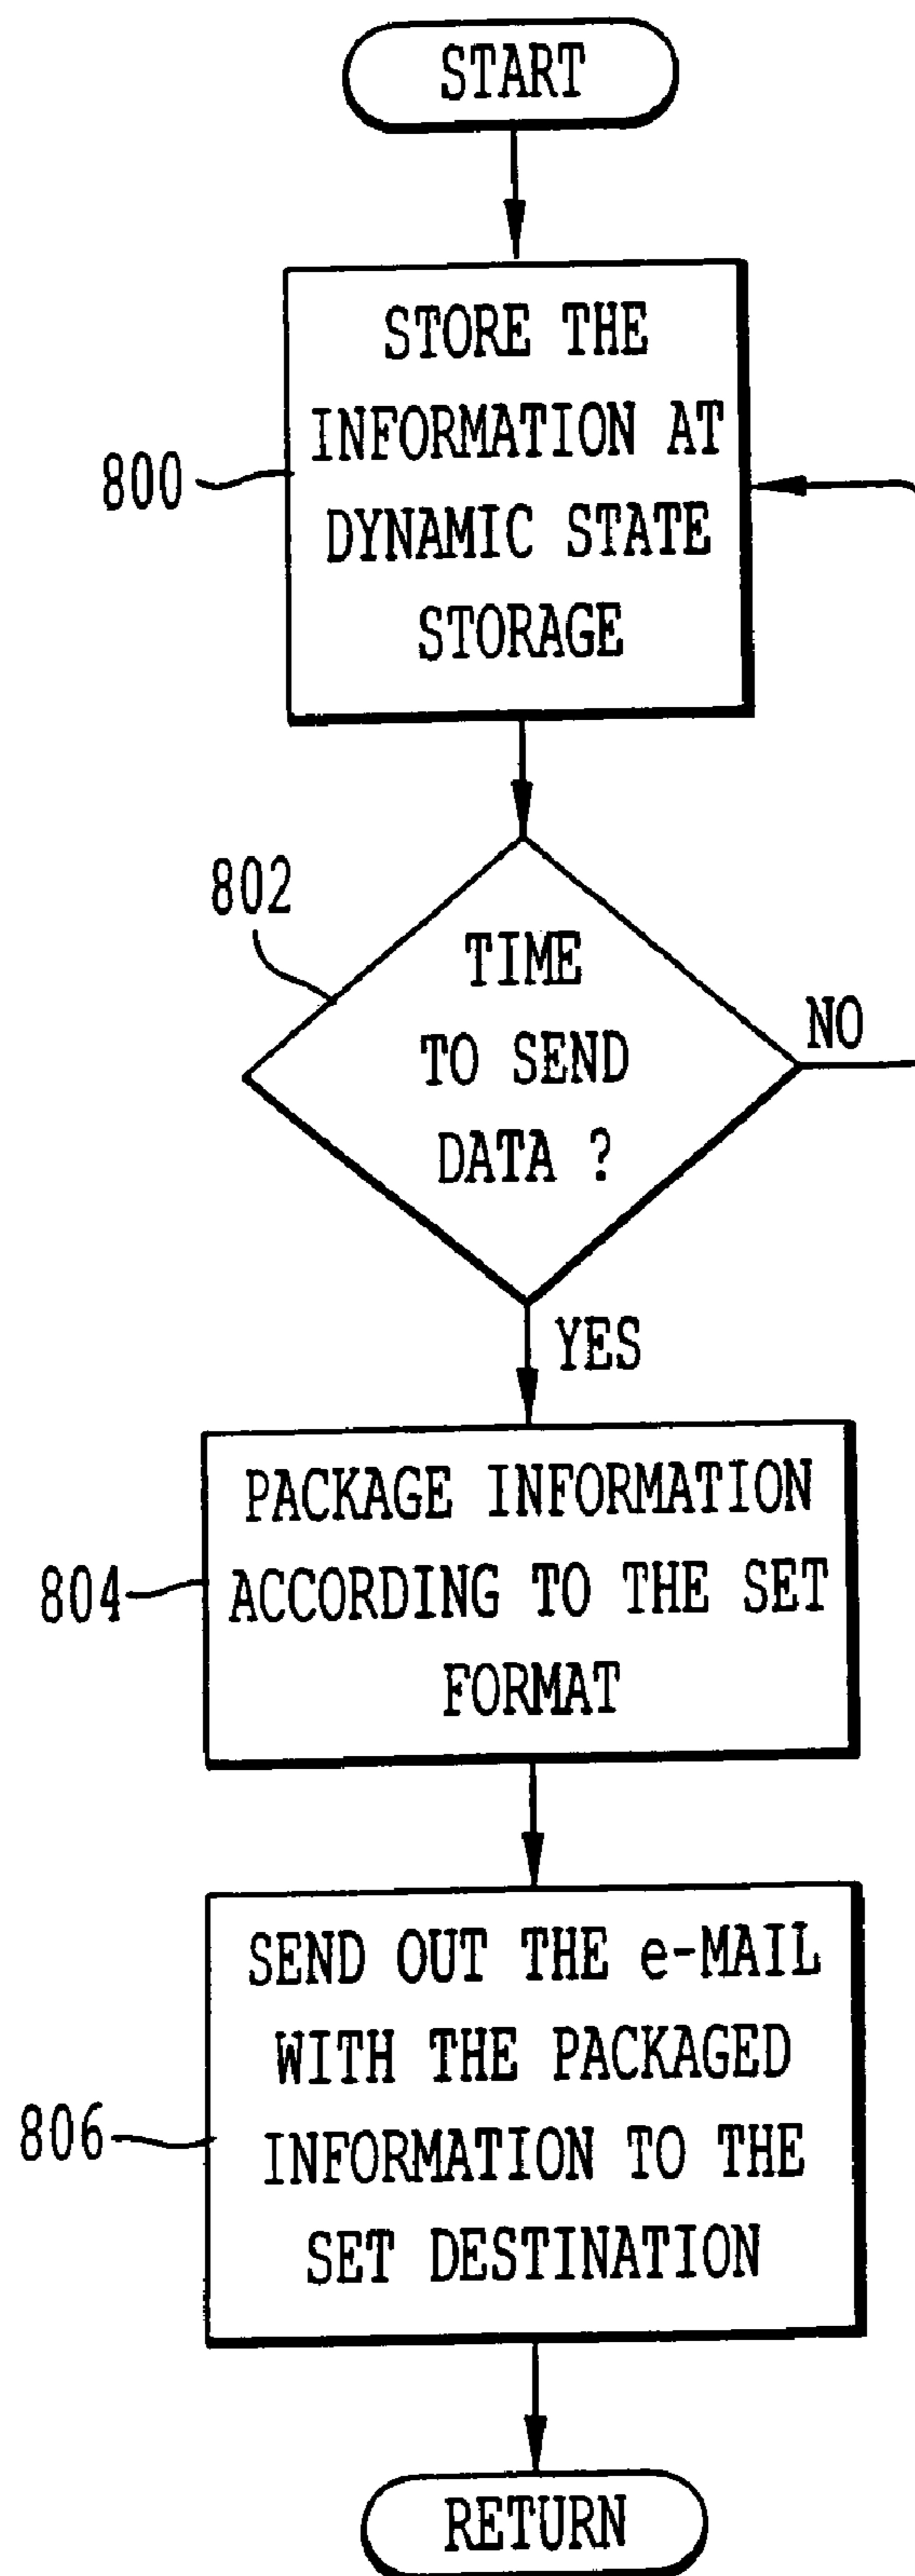 START
STORE THE
INFORMATION AT
DYNAMIC STATE
STORAGE
800
802
TIME
TO SEND
DATA ?
NO
YES
PACKAGE INFORMATION
ACCORDING TO THE SET
FORMAT
804
SEND OUT THE e-MAIL
WITH THE PACKAGED
INFORMATION TO THE
SET DESTINATION
806
RETURN